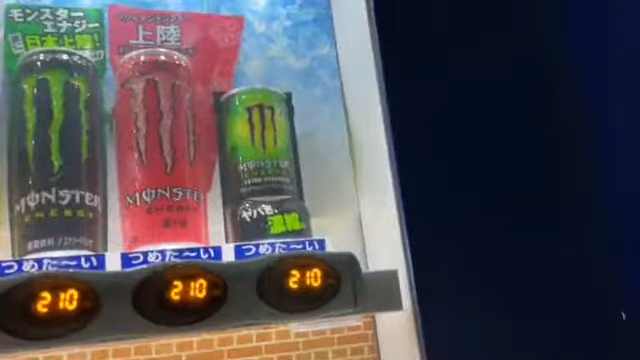 モンスター
エナジー
日本上陸!
上陸
MONSTER
ENERGY
MONSTER
ENERGY
MONSTER
ENERGY
ヤバさ、
濃縮。
つめた〜い
つめた〜い
つめた〜い
210
210
210